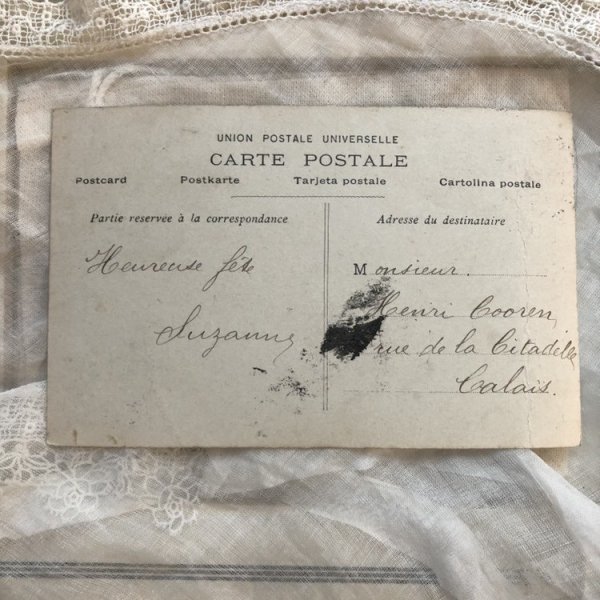 UNION POSTALE UNIVERSELLE
CARTE POSTALE
Postcard Postkarte Tarjeta postale Cartolina postale
Partie reservée à la correspondance
Heureuse fête
Suzanne
Adresse du destinataire
Monsieur.
Henri Cooren
rue de la Citadelle
Calais.